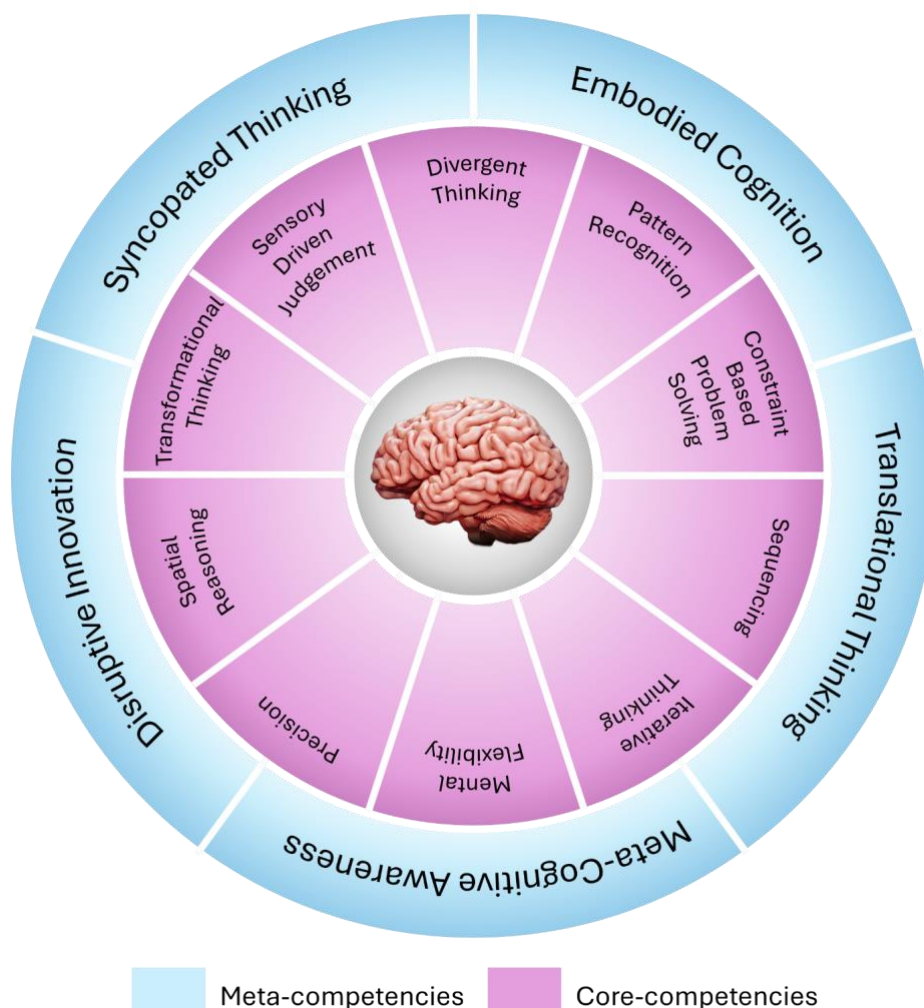 Syncopated Thinking
Embodied Cognition
Translational Thinking
Meta-Cognitive Awareness
Disruptive Innovation
Divergent
Thinking
Pattern
Recognition
Constraint
Based
Problem
Solving
Sequencing
Iterative
Thinking
Mental
Flexibility
Precision
Spatial
Reasoning
Transformational
Thinking
Sensory
Driven
Judgement
Meta-competencies
Core-competencies